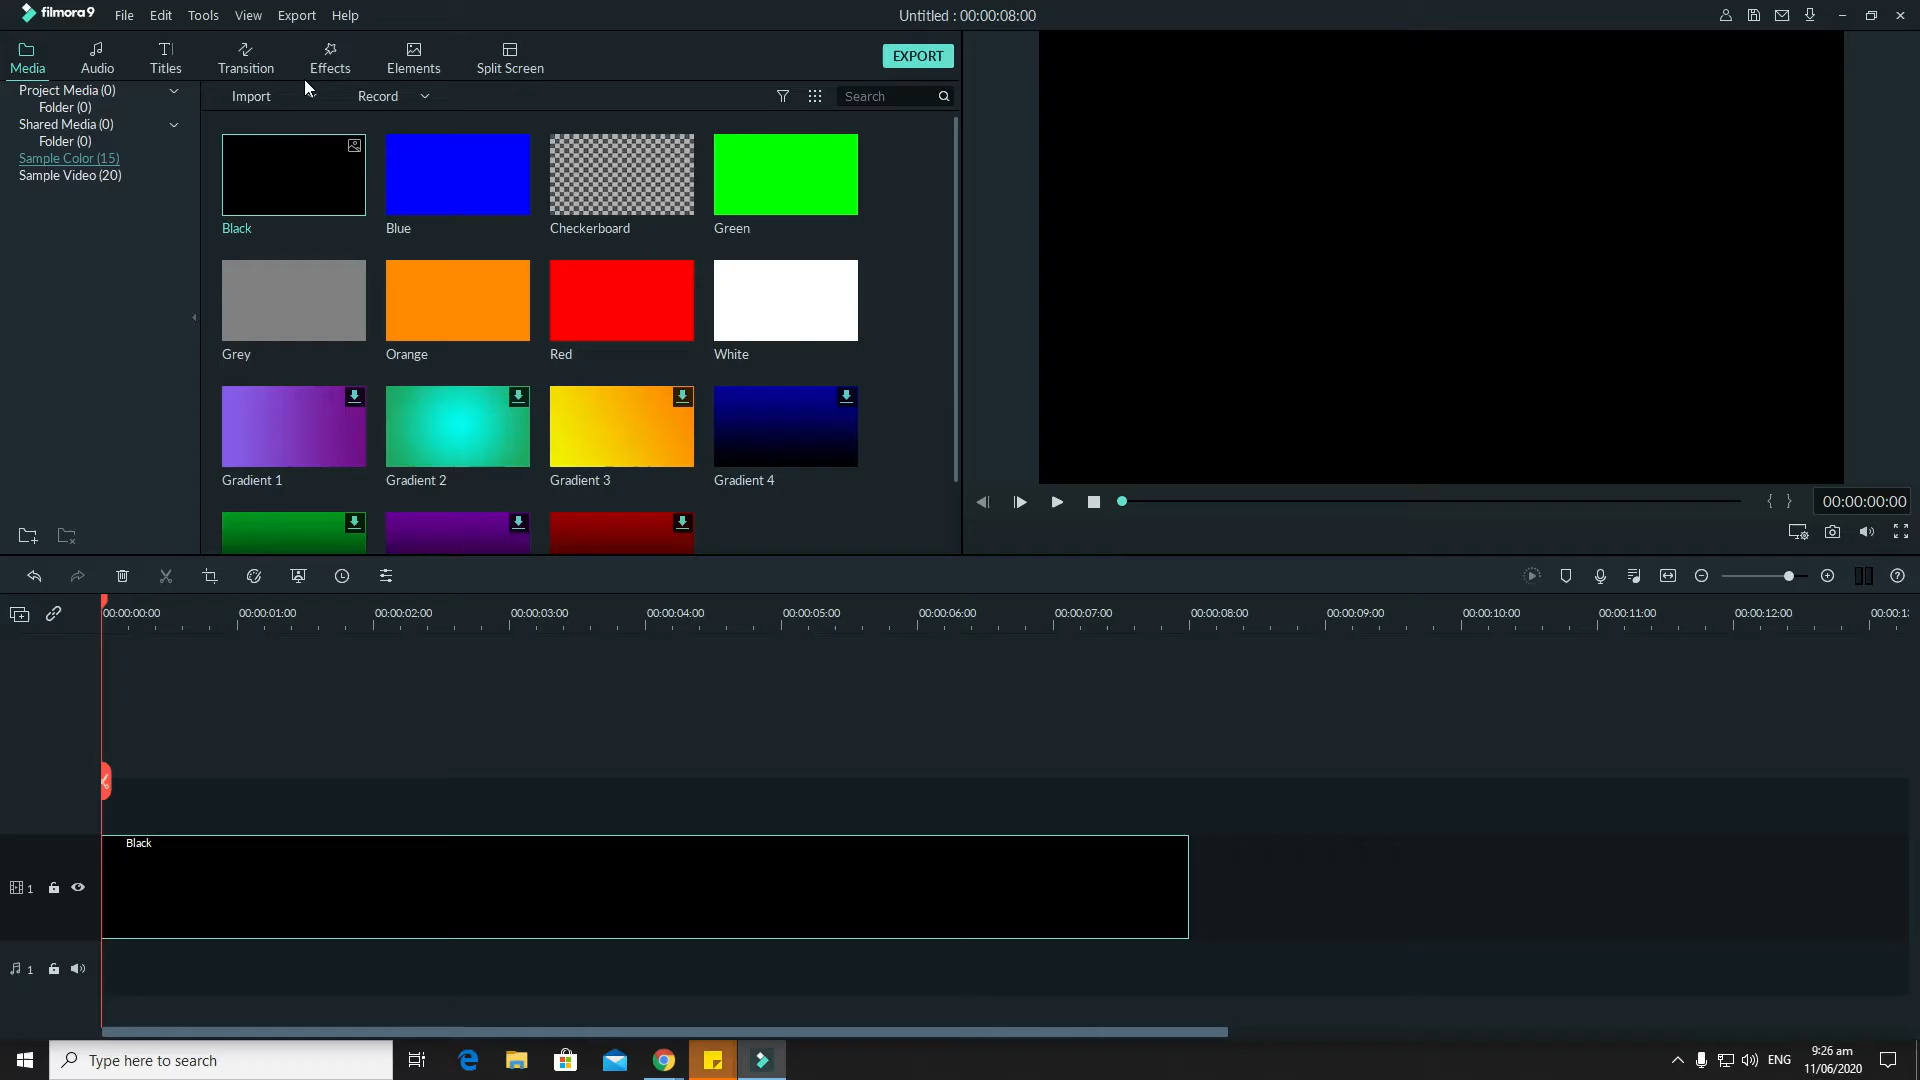 filmora9 File Edit Tools View Export Help Untitled : 00:00:08:00
Media Audio Titles Transition Effects Elements Split Screen EXPORT
Project Media (0)
Folder (0)
Shared Media (0)
Folder (0)
Sample Color (15)
Sample Video (20)
Import Record Search
Black Blue Checkerboard Green
Grey Orange Red White
Gradient 1 Gradient 2 Gradient 3 Gradient 4
{ } 00:00:00:00
00:00:00:00 00:00:01:00 00:00:02:00 00:00:03:00 00:00:04:00 00:00:05:00 00:00:06:00 00:00:07:00 00:00:08:00 00:00:09:00 00:00:10:00 00:00:11:00 00:00:12:00 00:00:1
Black
1
1
Type here to search
ENG
9:26 am
11/06/2020